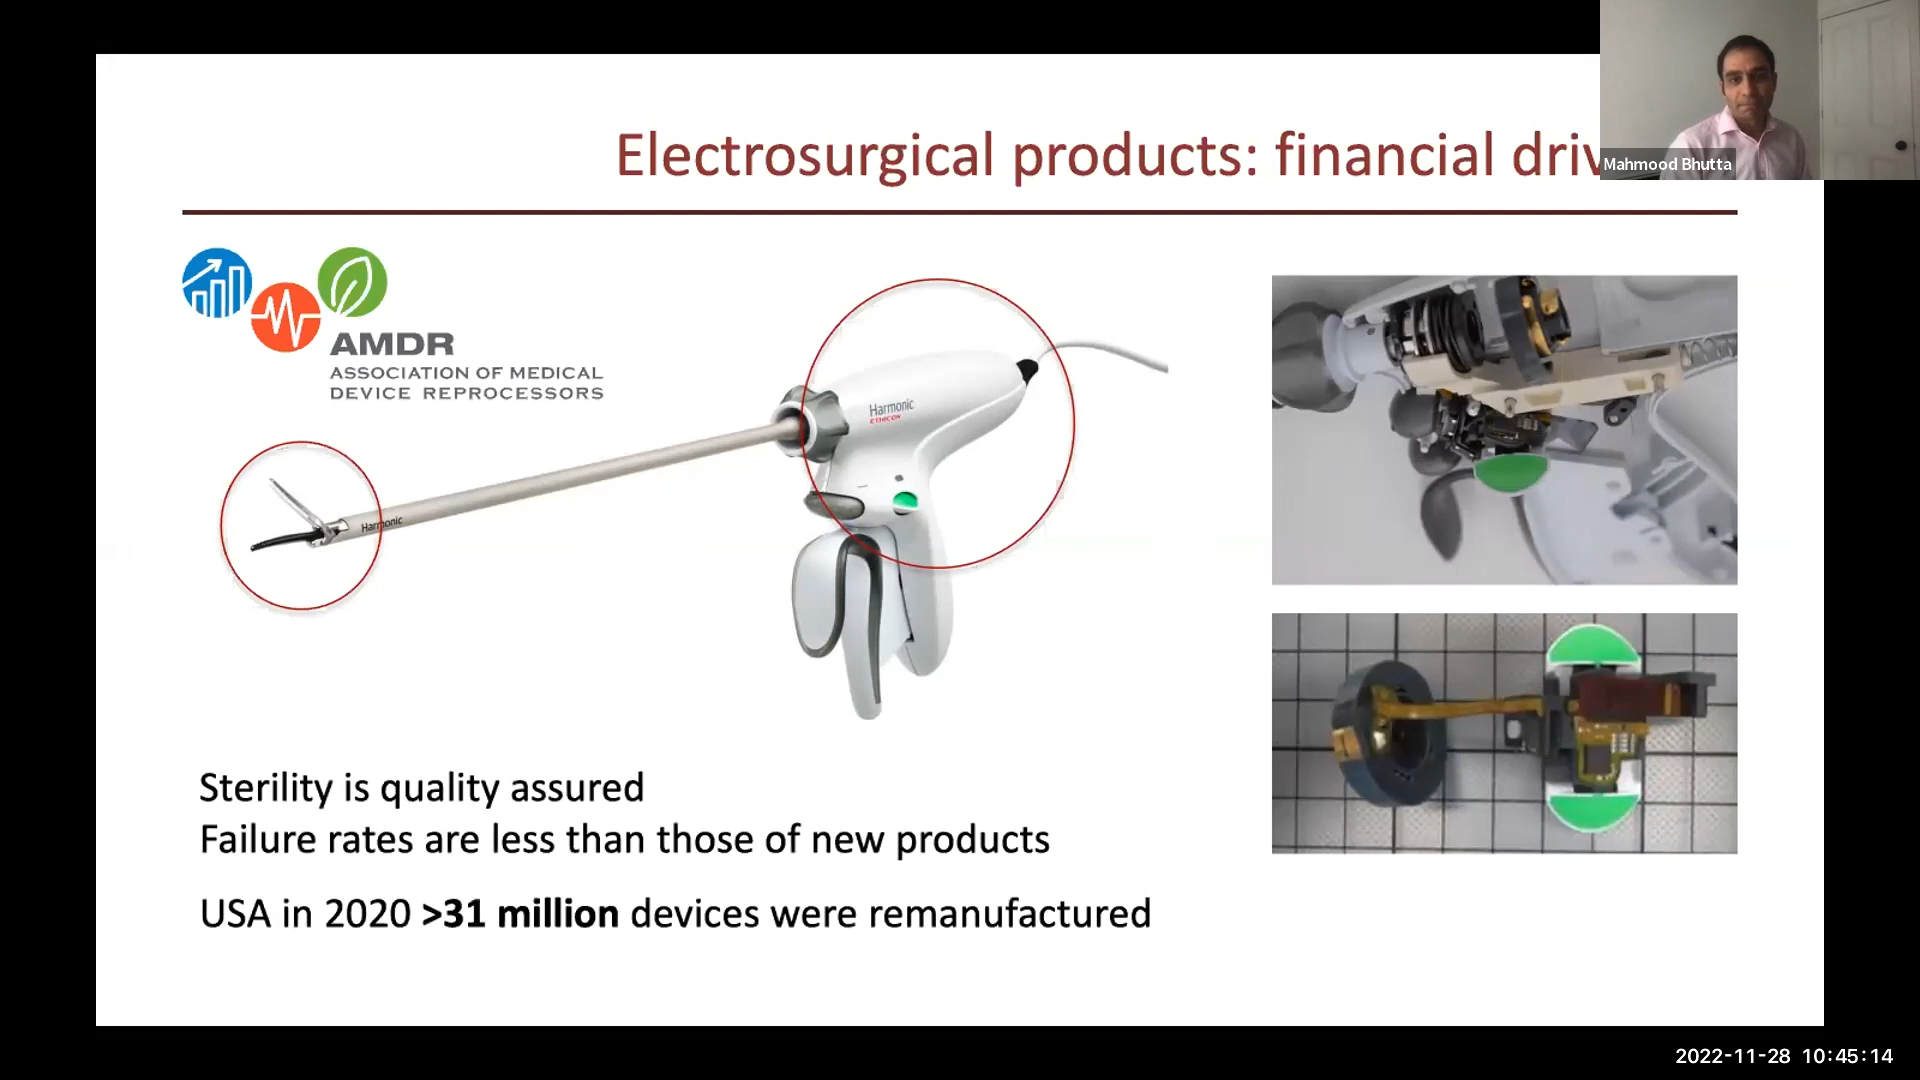 Electrosurgical products: financial driv
Mahmood Bhutta
AMDR
ASSOCIATION OF MEDICAL
DEVICE REPROCESSORS
Harmonic
ETHICON
Harmonic
Sterility is quality assured
Failure rates are less than those of new products
USA in 2020 >31 million devices were remanufactured
2022-11-28 10:45:14